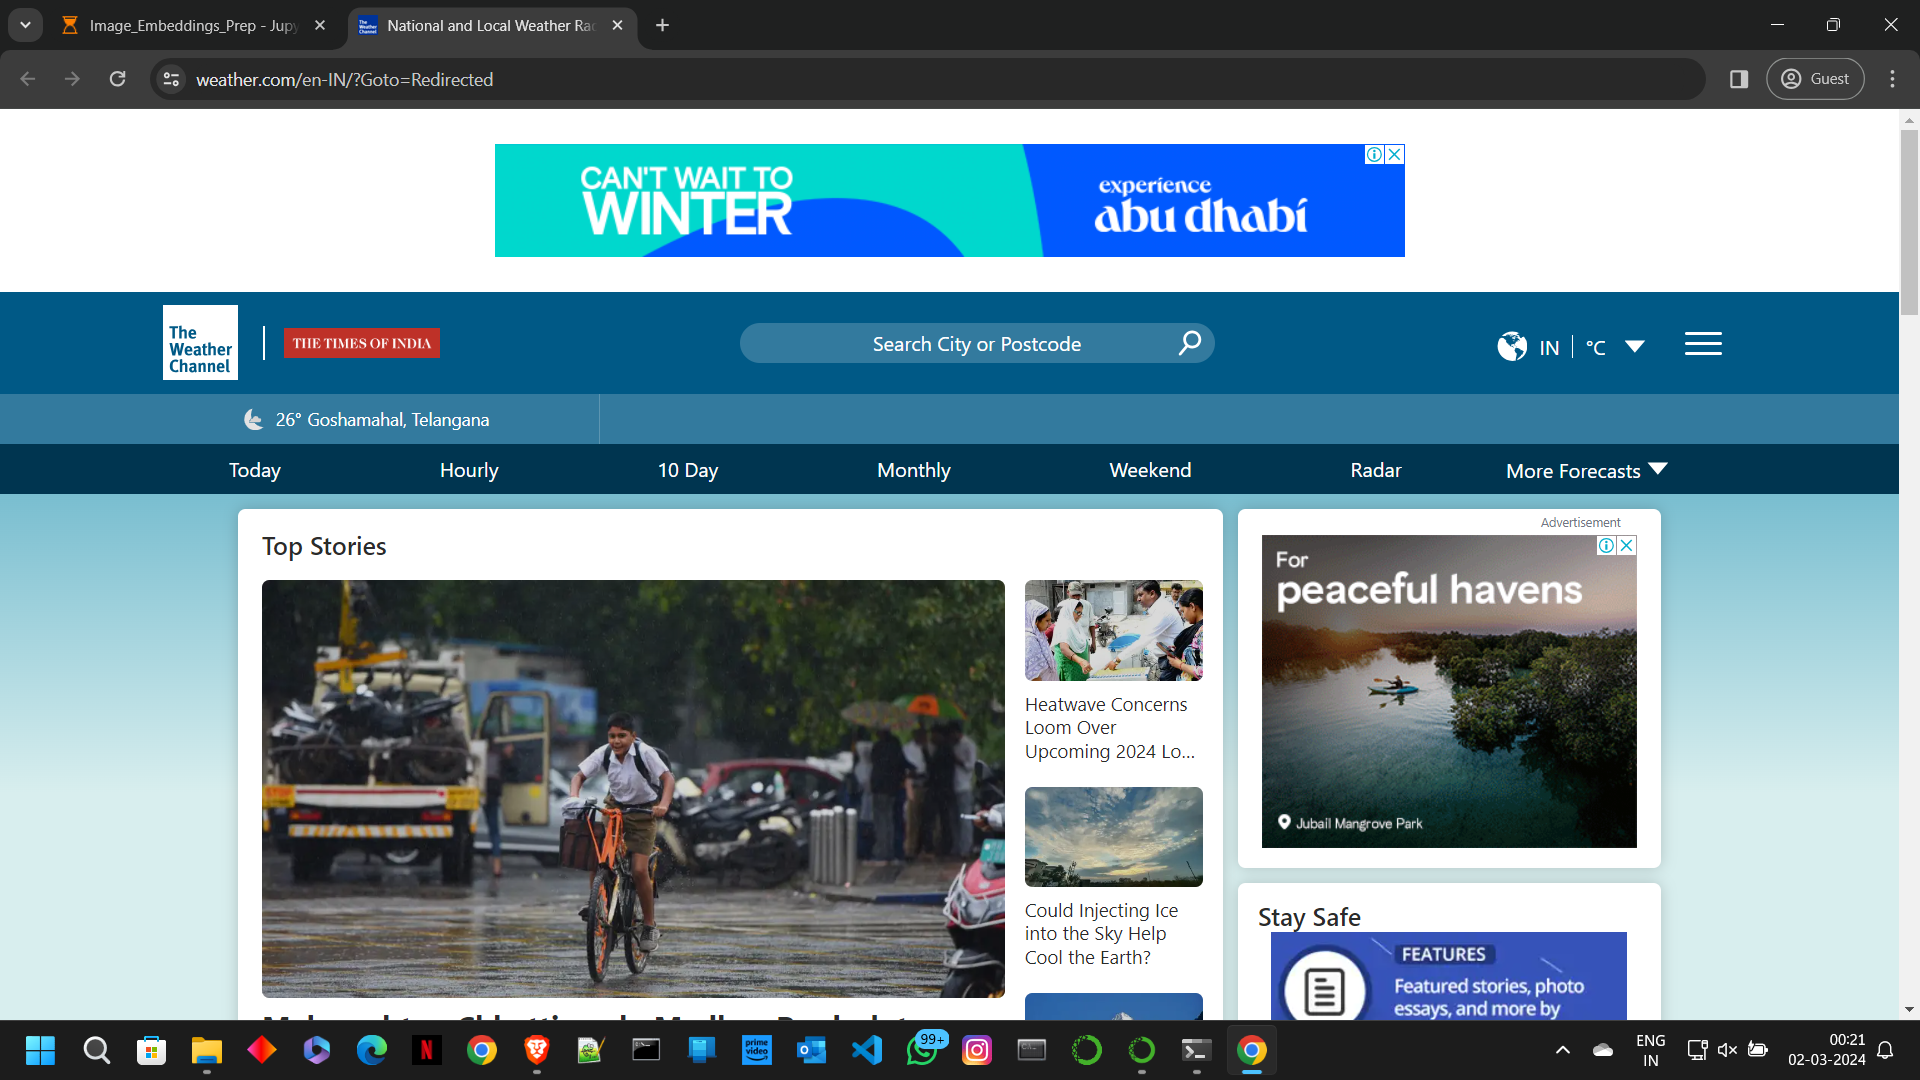 Image_Embeddings_Prep - Jupy
National and Local Weather Rad
weather.com/en-IN/?Goto=Redirected
Guest
CAN'T WAIT TO
WINTER
experience
abu dhabi
The
Weather
Channel
THE TIMES OF INDIA
Search City or Postcode
IN
°C
26° Goshamahal, Telangana
Today
Hourly
10 Day
Monthly
Weekend
Radar
More Forecasts
Top Stories
Heatwave Concerns
Loom Over
Upcoming 2024 Lo...
Could Injecting Ice
into the Sky Help
Cool the Earth?
Advertisement
For
peaceful havens
Jubail Mangrove Park
Stay Safe
FEATURES
Featured stories, photo
essays, and more by
99+
prime
video
ENG
IN
00:21
02-03-2024